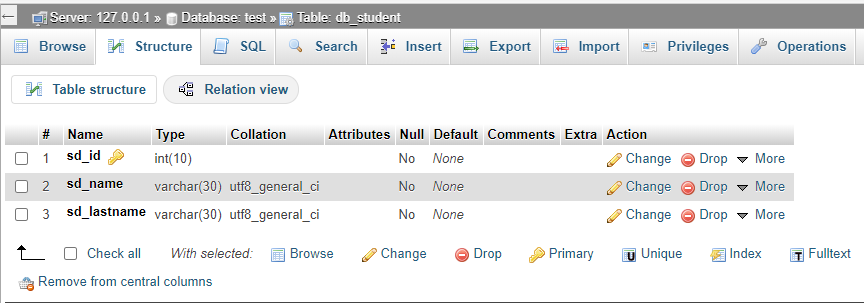 Server: 127.0.0.1 » Database: test » Table: db_student
Browse Structure SQL Search Insert Export Import Privileges Operations
Table structure Relation view
# Name Type Collation Attributes Null Default Comments Extra Action
1 sd_id int(10) No None Change Drop More
2 sd_name varchar(30) utf8_general_ci No None Change Drop More
3 sd_lastname varchar(30) utf8_general_ci No None Change Drop More
Check all With selected: Browse Change Drop Primary Unique Index Fulltext
Remove from central columns